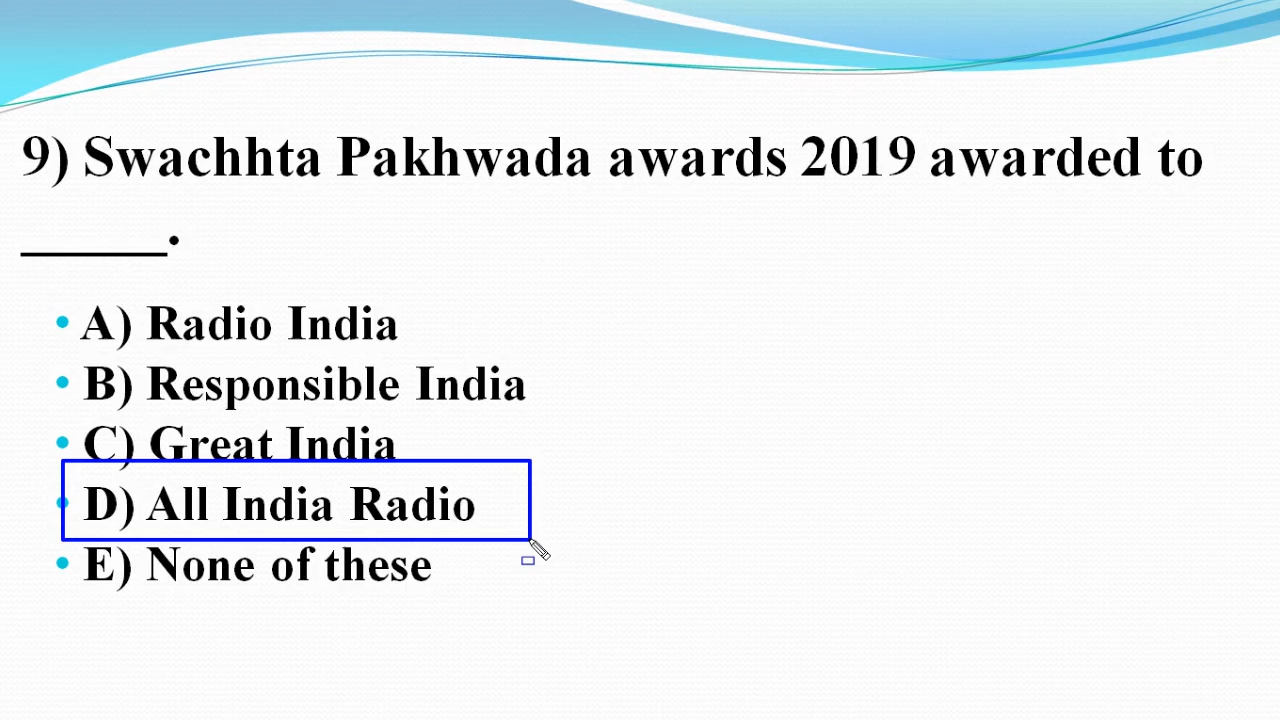 9) Swachhta Pakhwada awards 2019 awarded to
_____.
• A) Radio India
• B) Responsible India
• C) Great India
• D) All India Radio
• E) None of these